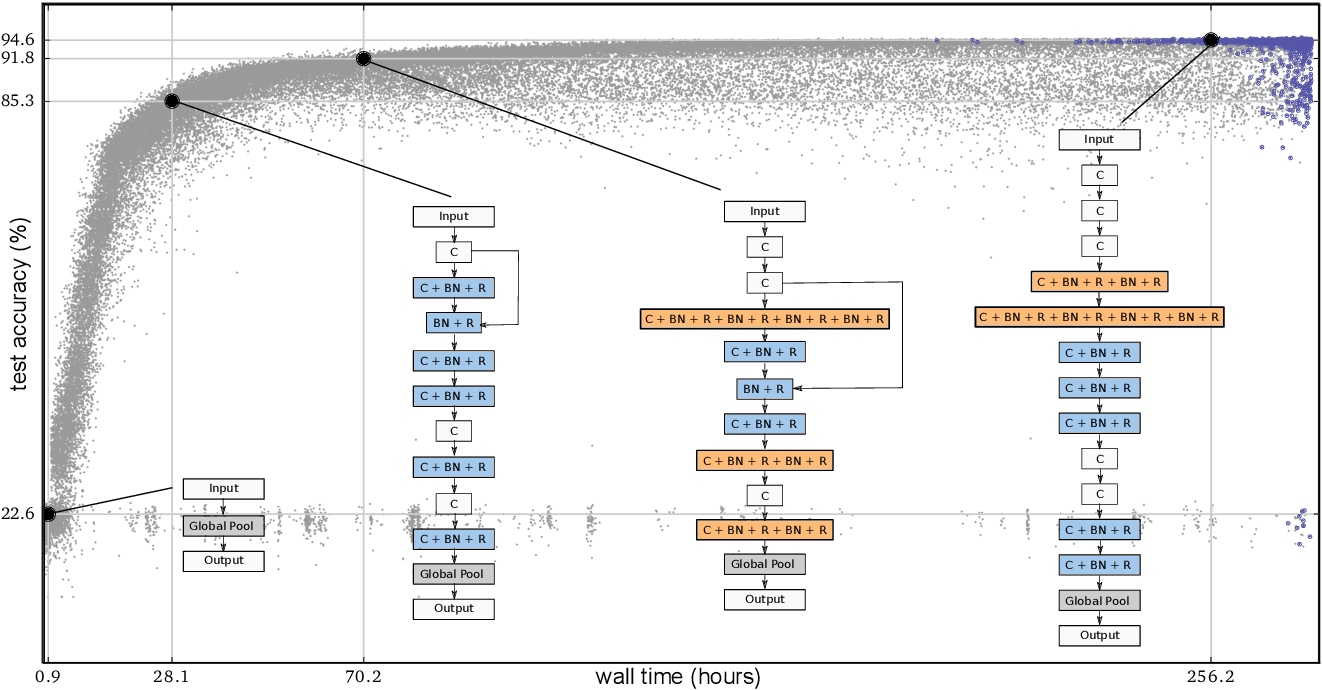 94.6
91.8
85.3
22.6
test accuracy (%)
0.9
28.1
70.2
256.2
wall time (hours)
Input
Global Pool
Output
Input
C
C + BN + R
BN + R
C + BN + R
C + BN + R
C
C + BN + R
C
C + BN + R
Global Pool
Output
Input
C
C
C + BN + R + BN + R + BN + R + BN + R
C + BN + R
BN + R
C + BN + R
C + BN + R + BN + R
C
C + BN + R + BN + R
Global Pool
Output
Input
C
C
C
C + BN + R + BN + R
C + BN + R + BN + R + BN + R + BN + R
C + BN + R
C + BN + R
C + BN + R
C
C
C + BN + R
C + BN + R
Global Pool
Output